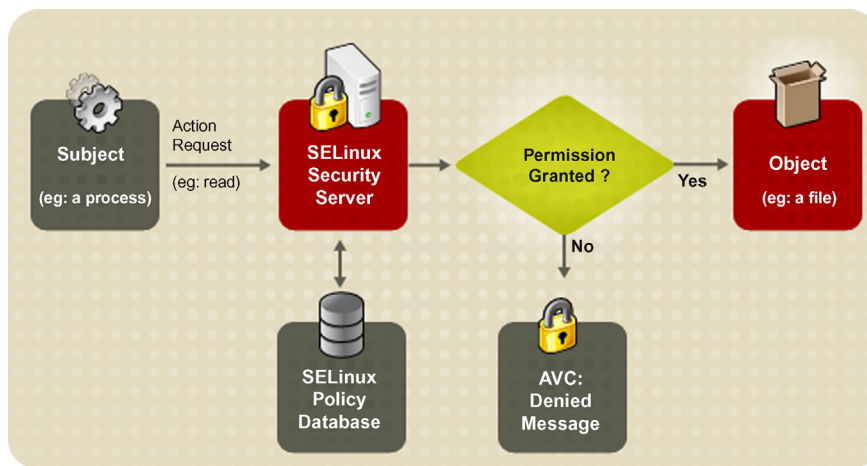 Subject
(eg: a process)
Action
Request
(eg: read)
SELinux
Security
Server
Permission
Granted ?
Yes
Object
(eg: a file)
No
SELinux
Policy
Database
AVC:
Denied
Message